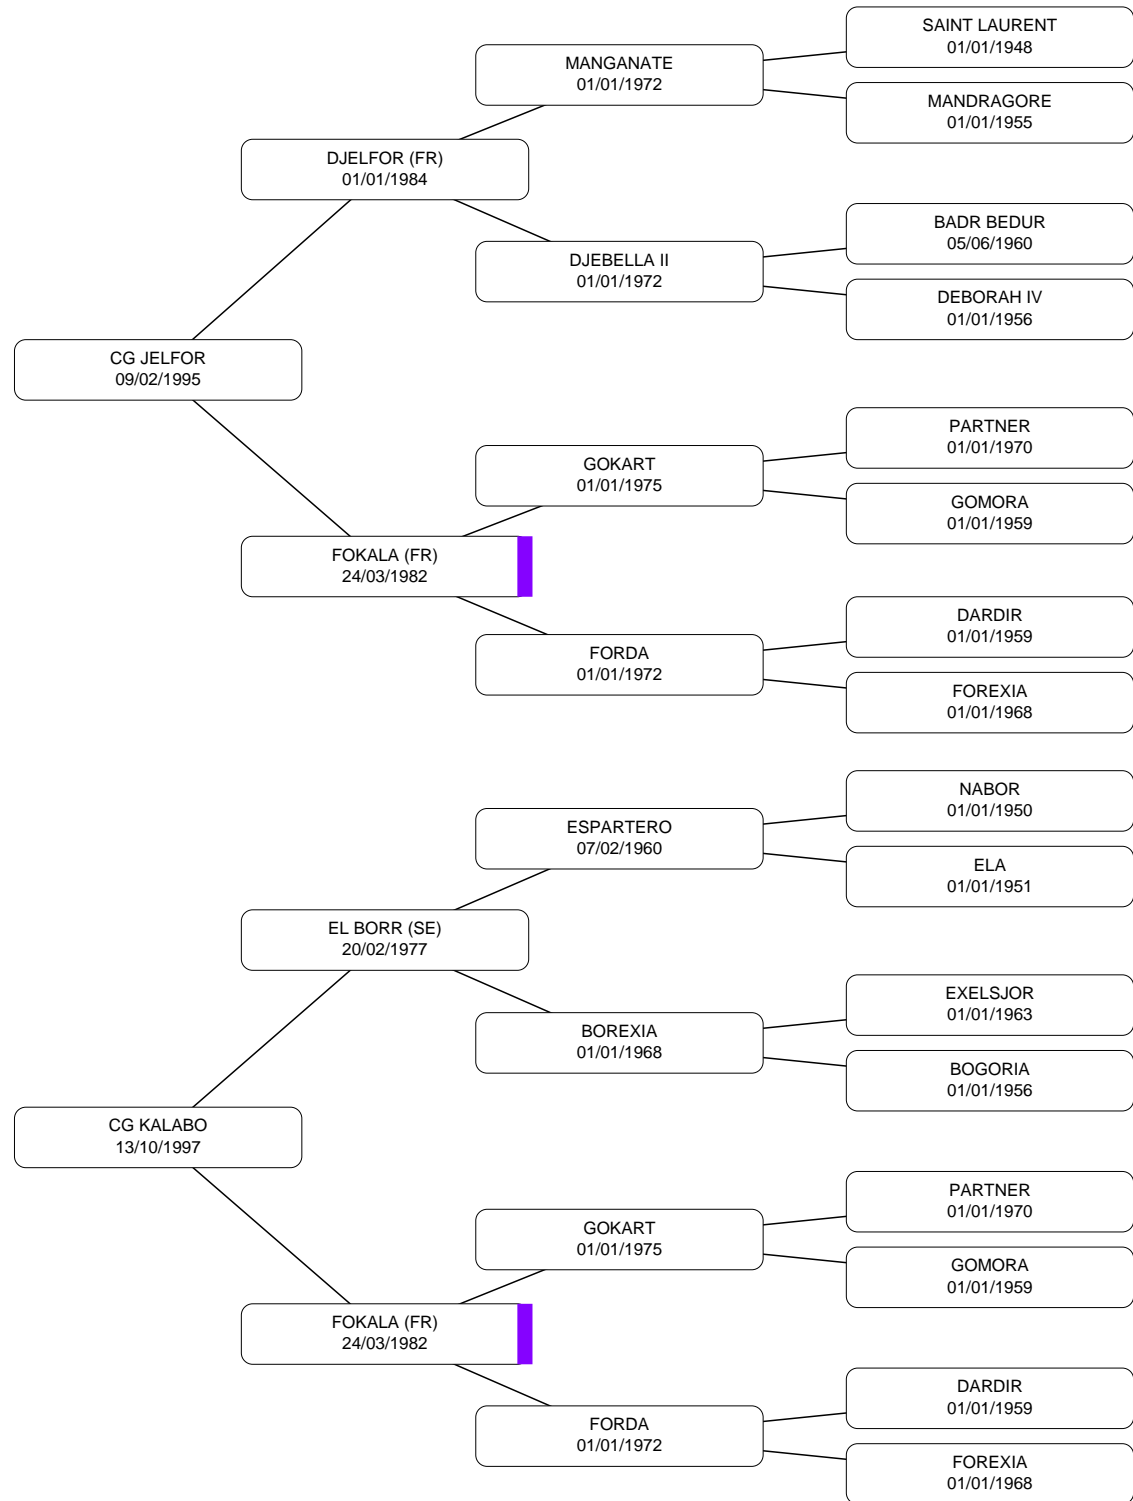 SAINT LAURENT
01/01/1948
MANGANATE
01/01/1972
MANDRAGORE
01/01/1955
DJELFOR (FR)
01/01/1984
BADR BEDUR
05/06/1960
DJEBELLA II
01/01/1972
DEBORAH IV
01/01/1956
CG JELFOR
09/02/1995
PARTNER
01/01/1970
GOKART
01/01/1975
GOMORA
01/01/1959
FOKALA (FR)
24/03/1982
DARDIR
01/01/1959
FORDA
01/01/1972
FOREXIA
01/01/1968
NABOR
01/01/1950
ESPARTERO
07/02/1960
ELA
01/01/1951
EL BORR (SE)
20/02/1977
EXELSJOR
01/01/1963
BOREXIA
01/01/1968
BOGORIA
01/01/1956
CG KALABO
13/10/1997
PARTNER
01/01/1970
GOKART
01/01/1975
GOMORA
01/01/1959
FOKALA (FR)
24/03/1982
DARDIR
01/01/1959
FORDA
01/01/1972
FOREXIA
01/01/1968